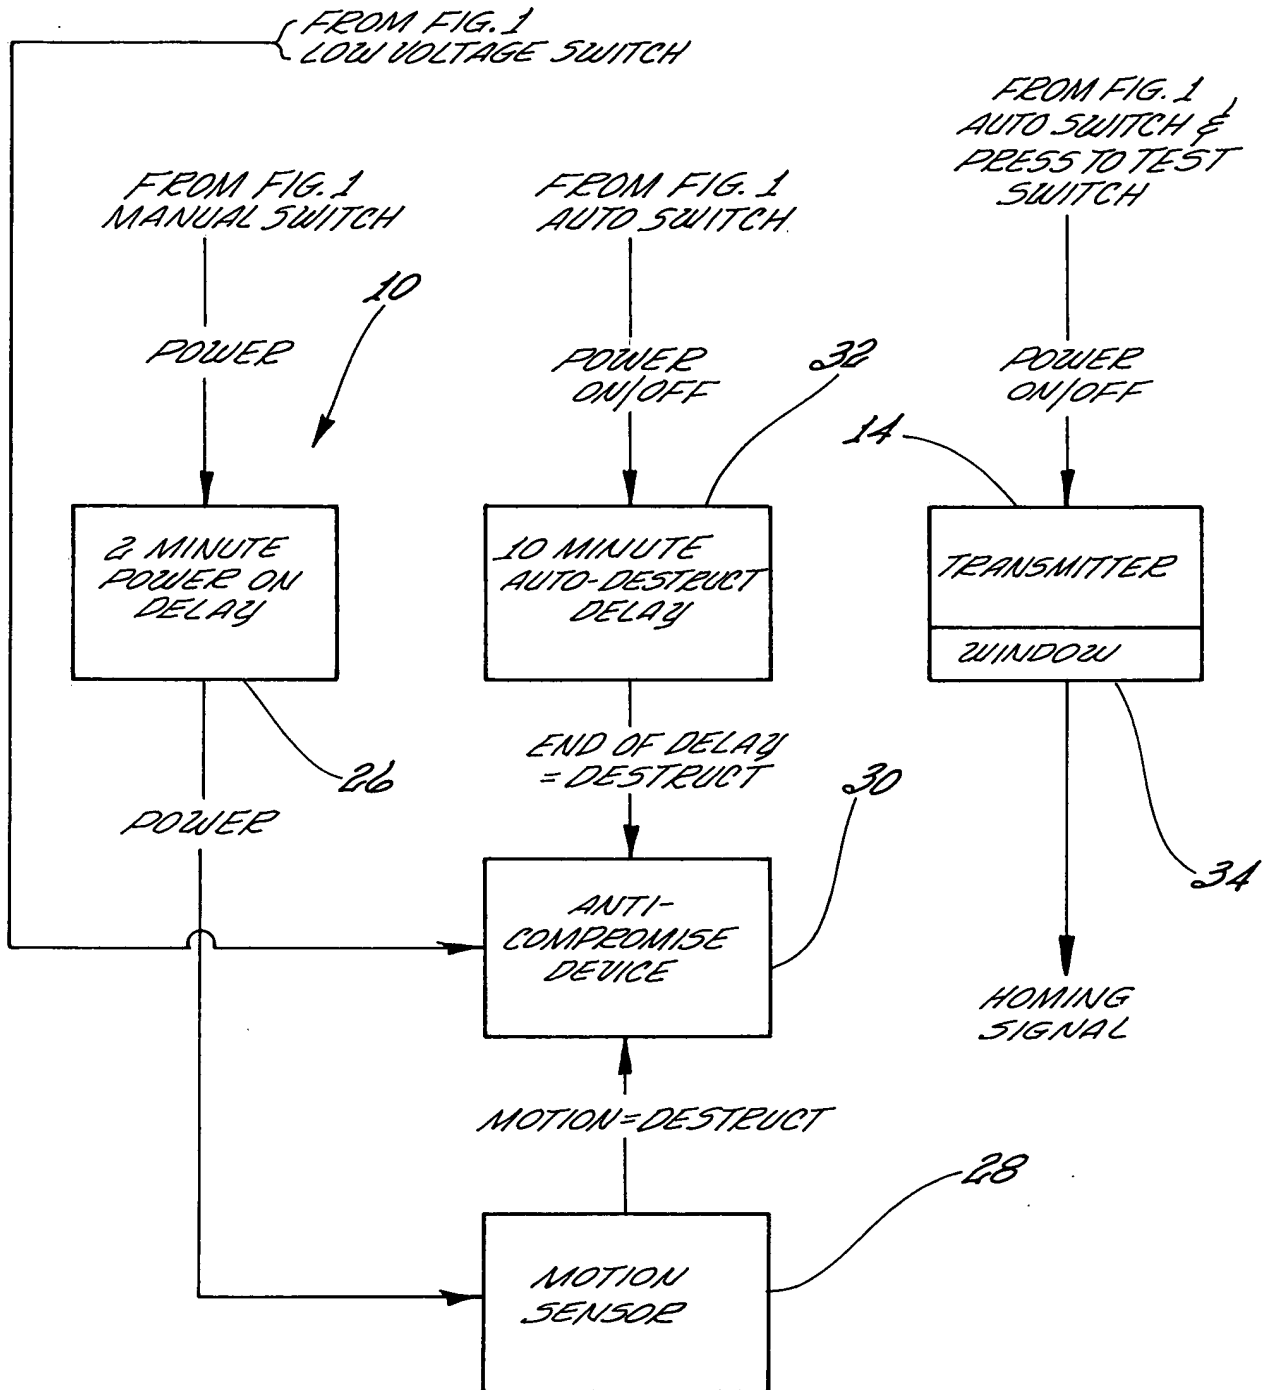 FROM FIG. 1
LOW VOLTAGE SWITCH
FROM FIG. 1
AUTO SWITCH &
PRESS TO TEST
SWITCH
FROM FIG. 1
MANUAL SWITCH
FROM FIG. 1
AUTO SWITCH
10
POWER
POWER
ON/OFF
32
POWER
ON/OFF
14
2 MINUTE
POWER ON
DELAY
10 MINUTE
AUTO-DESTRUCT
DELAY
TRANSMITTER
WINDOW
26
END OF DELAY
= DESTRUCT
30
34
POWER
ANTI-
COMPROMISE
DEVICE
HOMING
SIGNAL
MOTION=DESTRUCT
28
MOTION
SENSOR